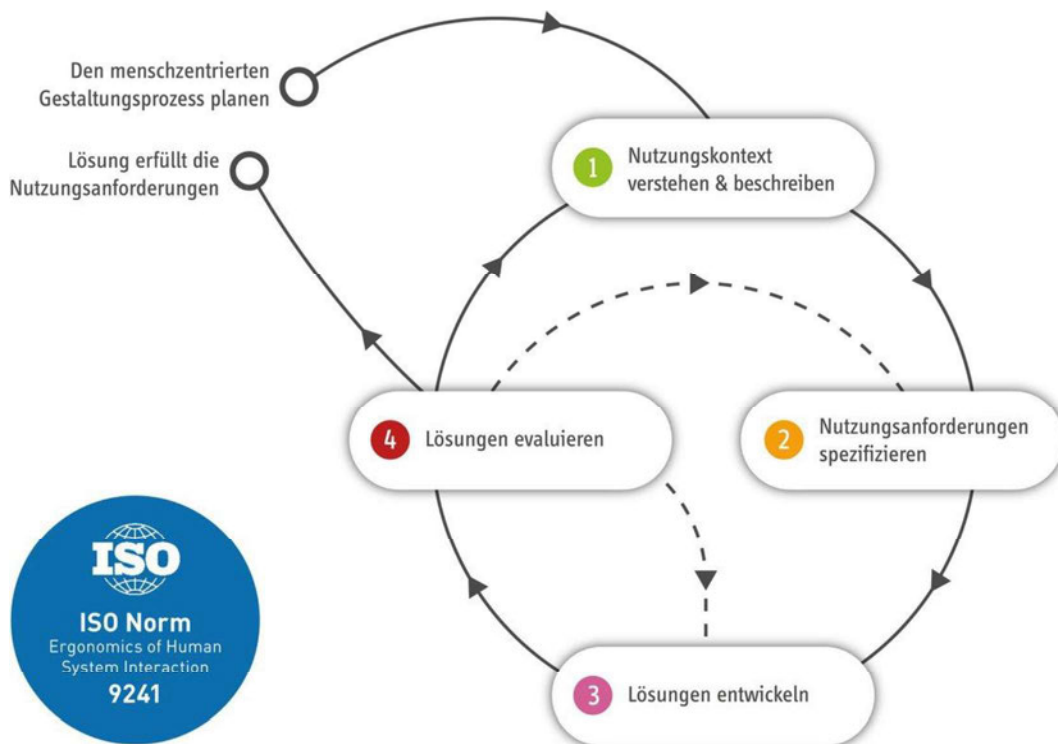 Den menschzentrierten
Gestaltungsprozess planen
Lösung erfüllt die
Nutzungsanforderungen
1
Nutzungskontext
verstehen & beschreiben
4
Lösungen evaluieren
2
Nutzungsanforderungen
spezifizieren
ISO
ISO Norm
Ergonomics of Human
System Interaction
9241
3
Lösungen entwickeln